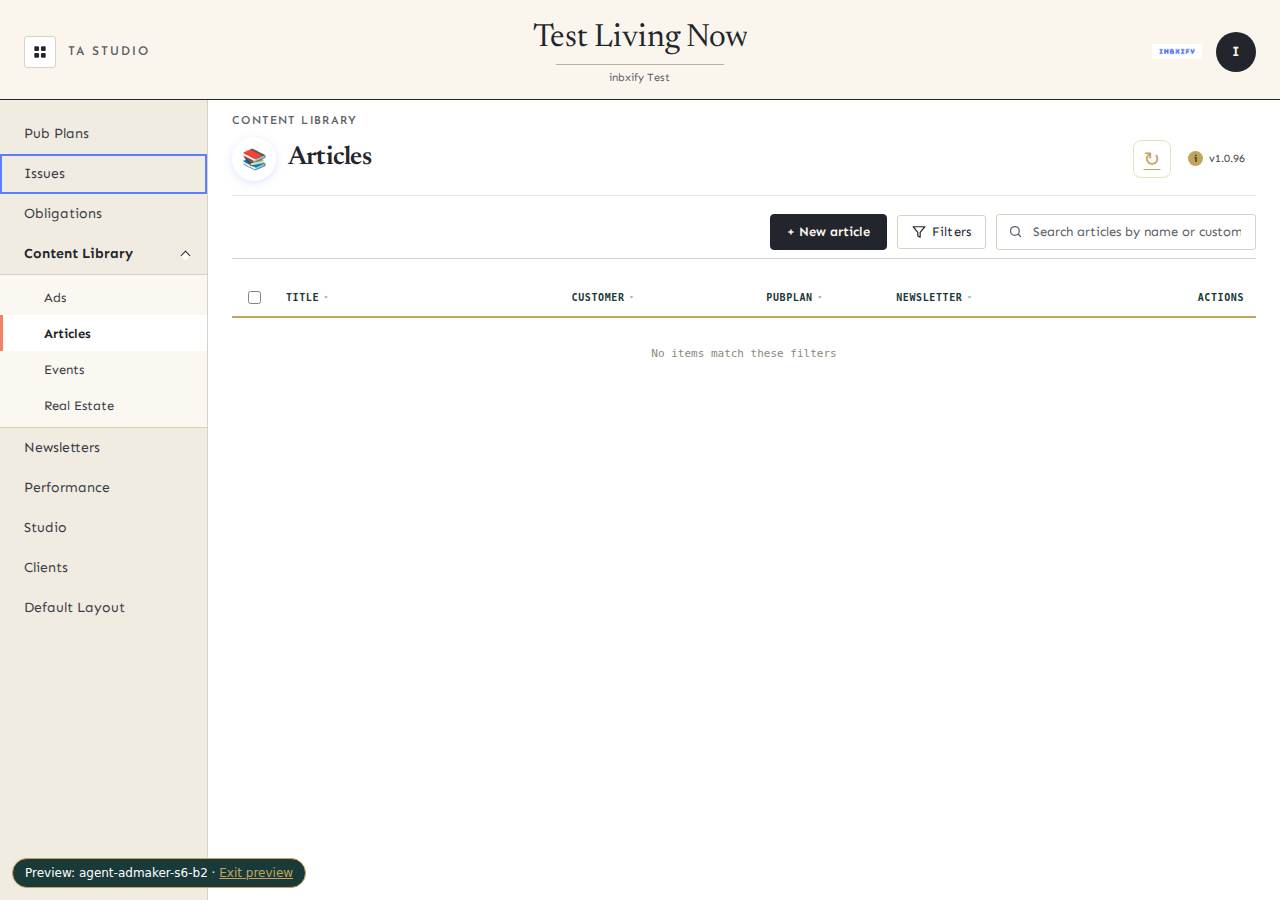 TA STUDIO
Test Living Now
inbxify Test
INBXIFY
I
Pub Plans
Issues
Obligations
Content Library
Ads
Articles
Events
Real Estate
Newsletters
Performance
Studio
Clients
Default Layout
CONTENT LIBRARY
Articles
↻
i v1.0.96
+ New article
Filters
Search articles by name or custom
TITLE
CUSTOMER
PUBPLAN
NEWSLETTER
ACTIONS
No items match these filters
Preview: agent-admaker-s6-b2 · Exit preview